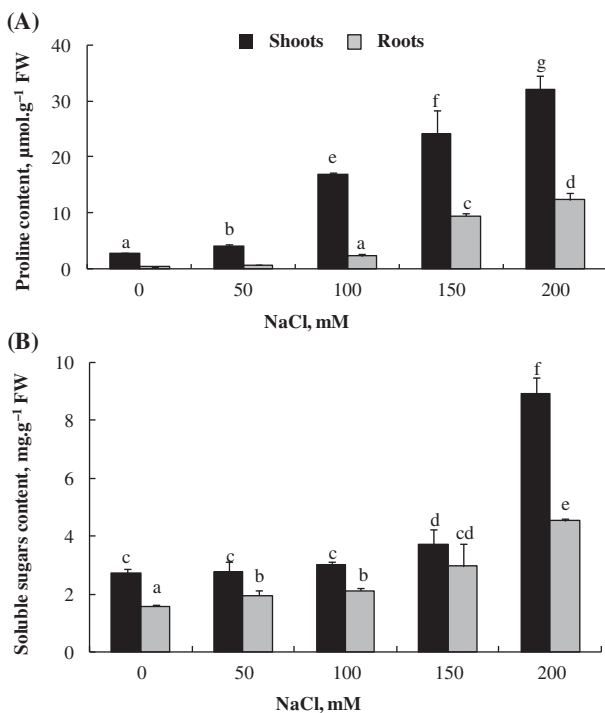 (A)
Shoots Roots
Proline content, µmol.g⁻¹ FW
40
30
20
10
0
a
b
e
a
f
c
g
d
0 50 100 150 200
NaCl, mM
(B)
Soluble sugars content, mg.g⁻¹ FW
10
8
6
4
2
0
c
a
c
b
c
b
d
cd
f
e
0 50 100 150 200
NaCl, mM